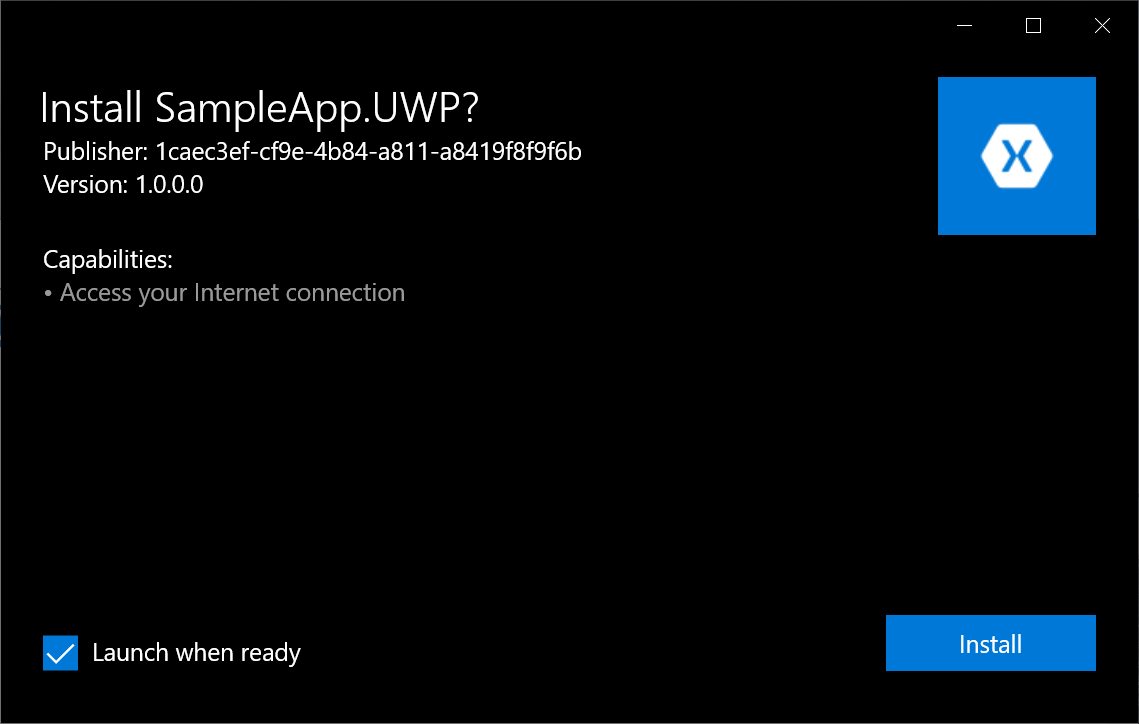 Install SampleApp.UWP?
Publisher: 1caec3ef-cf9e-4b84-a811-a8419f8f9f6b
Version: 1.0.0.0
Capabilities:
• Access your Internet connection
Launch when ready
Install